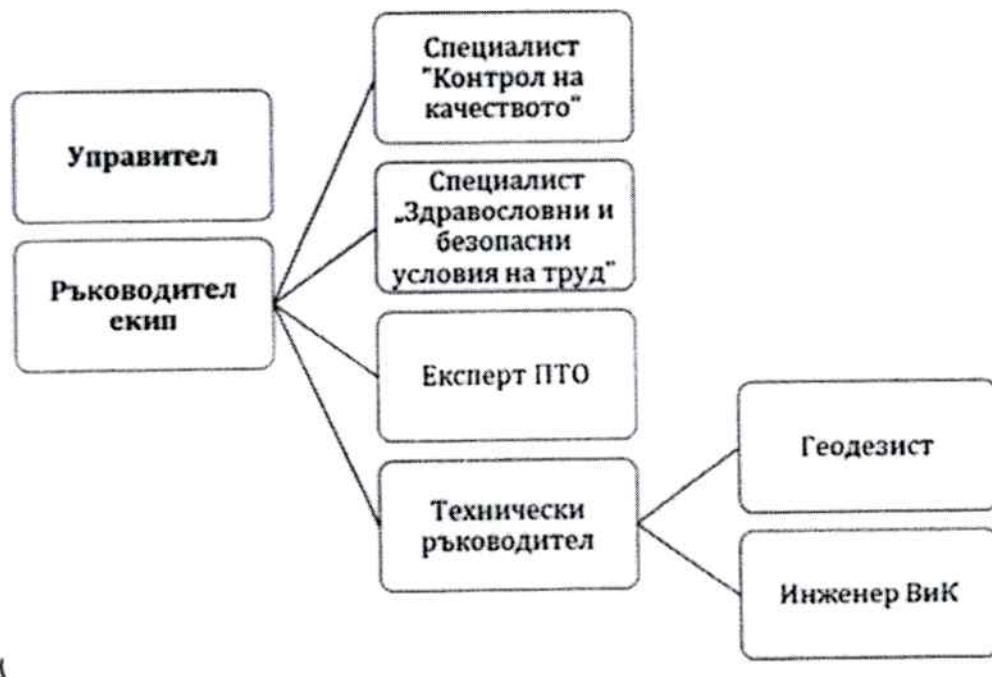 Управител
Ръководител
екип
Специалист
"Контрол на
качеството"
Специалист
„Здравословни и
безопасни
условия на труд"
Експерт ПТО
Технически
ръководител
Геодезист
Инженер ВиК